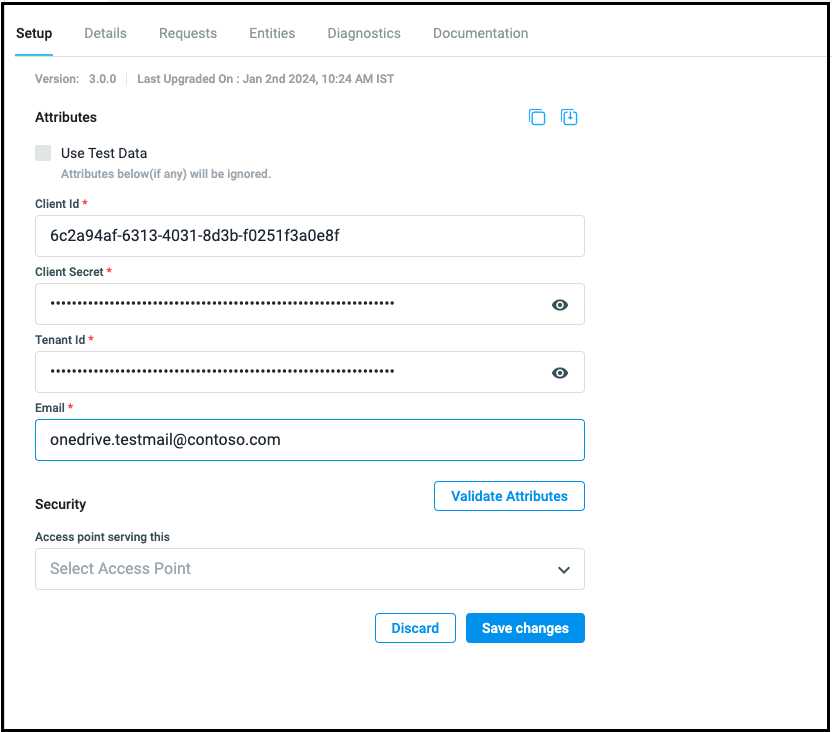 Setup Details Requests Entities Diagnostics Documentation
Version: 3.0.0 Last Upgraded On : Jan 2nd 2024, 10:24 AM IST
Attributes
Use Test Data
Attributes below(if any) will be ignored.
Client Id *
6c2a94af-6313-4031-8d3b-f0251f3a0e8f
Client Secret *
••••••••••••••••••••••••••••••••••••••••••••••••••••••••••••••••
Tenant Id *
••••••••••••••••••••••••••••••••••••••••••••••••••••••••••••••••
Email *
onedrive.testmail@contoso.com
Validate Attributes
Security
Access point serving this
Select Access Point
Discard Save changes